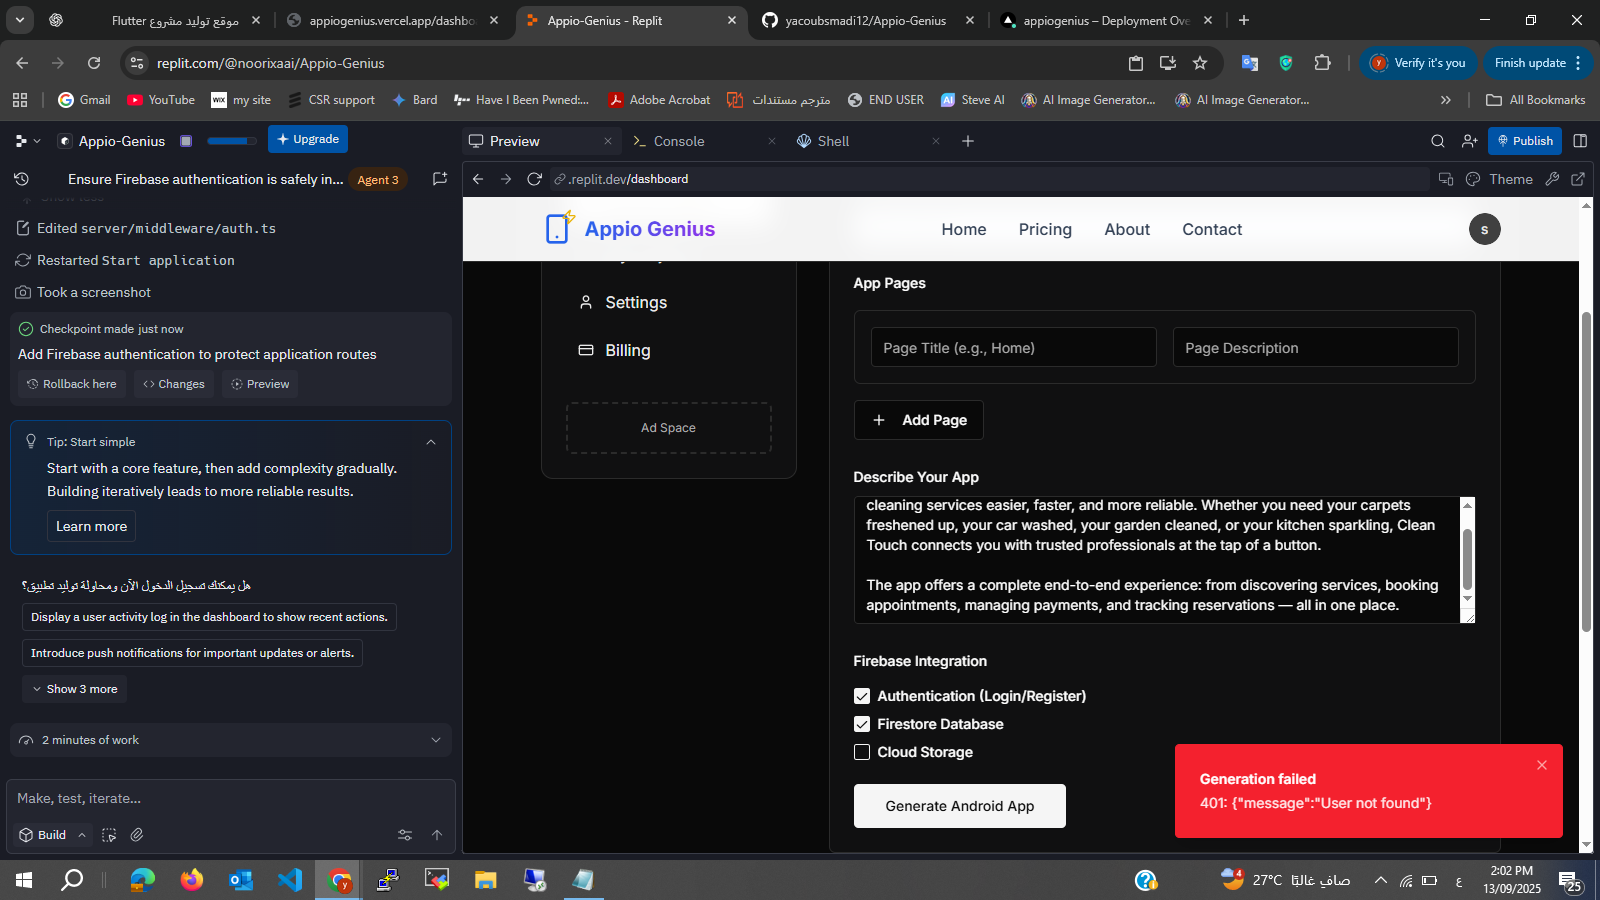 موقع توليد مشروع Flutter
appiogenius.vercel.app/dashbo
Appio-Genius - Replit
yacoubsmadi12/Appio-Genius
appiogenius – Deployment Ove
replit.com/@noorixaai/Appio-Genius
Verify it's you
Finish update
Gmail
YouTube
WIX
my site
CSR support
Bard
Have I Been Pwned:...
Adobe Acrobat
مترجم مستندات
END USER
Steve AI
AI Image Generator...
AI Image Generator...
All Bookmarks
Appio-Genius
Upgrade
Preview
Console
Shell
Publish
Ensure Firebase authentication is safely in...
Agent 3
.replit.dev/dashboard
Theme
Show less
Edited server/middleware/auth.ts
Restarted Start application
Took a screenshot
Checkpoint made just now
Add Firebase authentication to protect application routes
Rollback here
Changes
Preview
Tip: Start simple
Start with a core feature, then add complexity gradually.
Building iteratively leads to more reliable results.
Learn more
هل يمكنك تسجيل الدخول الآن ومحاولة توليد تطبيق؟
Display a user activity log in the dashboard to show recent actions.
Introduce push notifications for important updates or alerts.
Show 3 more
2 minutes of work
Make, test, iterate...
Build
Appio Genius
Home
Pricing
About
Contact
s
Settings
Billing
Ad Space
App Pages
Page Title (e.g., Home)
Page Description
Add Page
Describe Your App
cleaning services easier, faster, and more reliable. Whether you need your carpets
freshened up, your car washed, your garden cleaned, or your kitchen sparkling, Clean
Touch connects you with trusted professionals at the tap of a button.
The app offers a complete end-to-end experience: from discovering services, booking
appointments, managing payments, and tracking reservations — all in one place.
Firebase Integration
Authentication (Login/Register)
Firestore Database
Cloud Storage
Generate Android App
Generation failed
401: {"message":"User not found"}
4
27°C
صافٍ غالبًا
ع
2:02 PM
13/09/2025
25